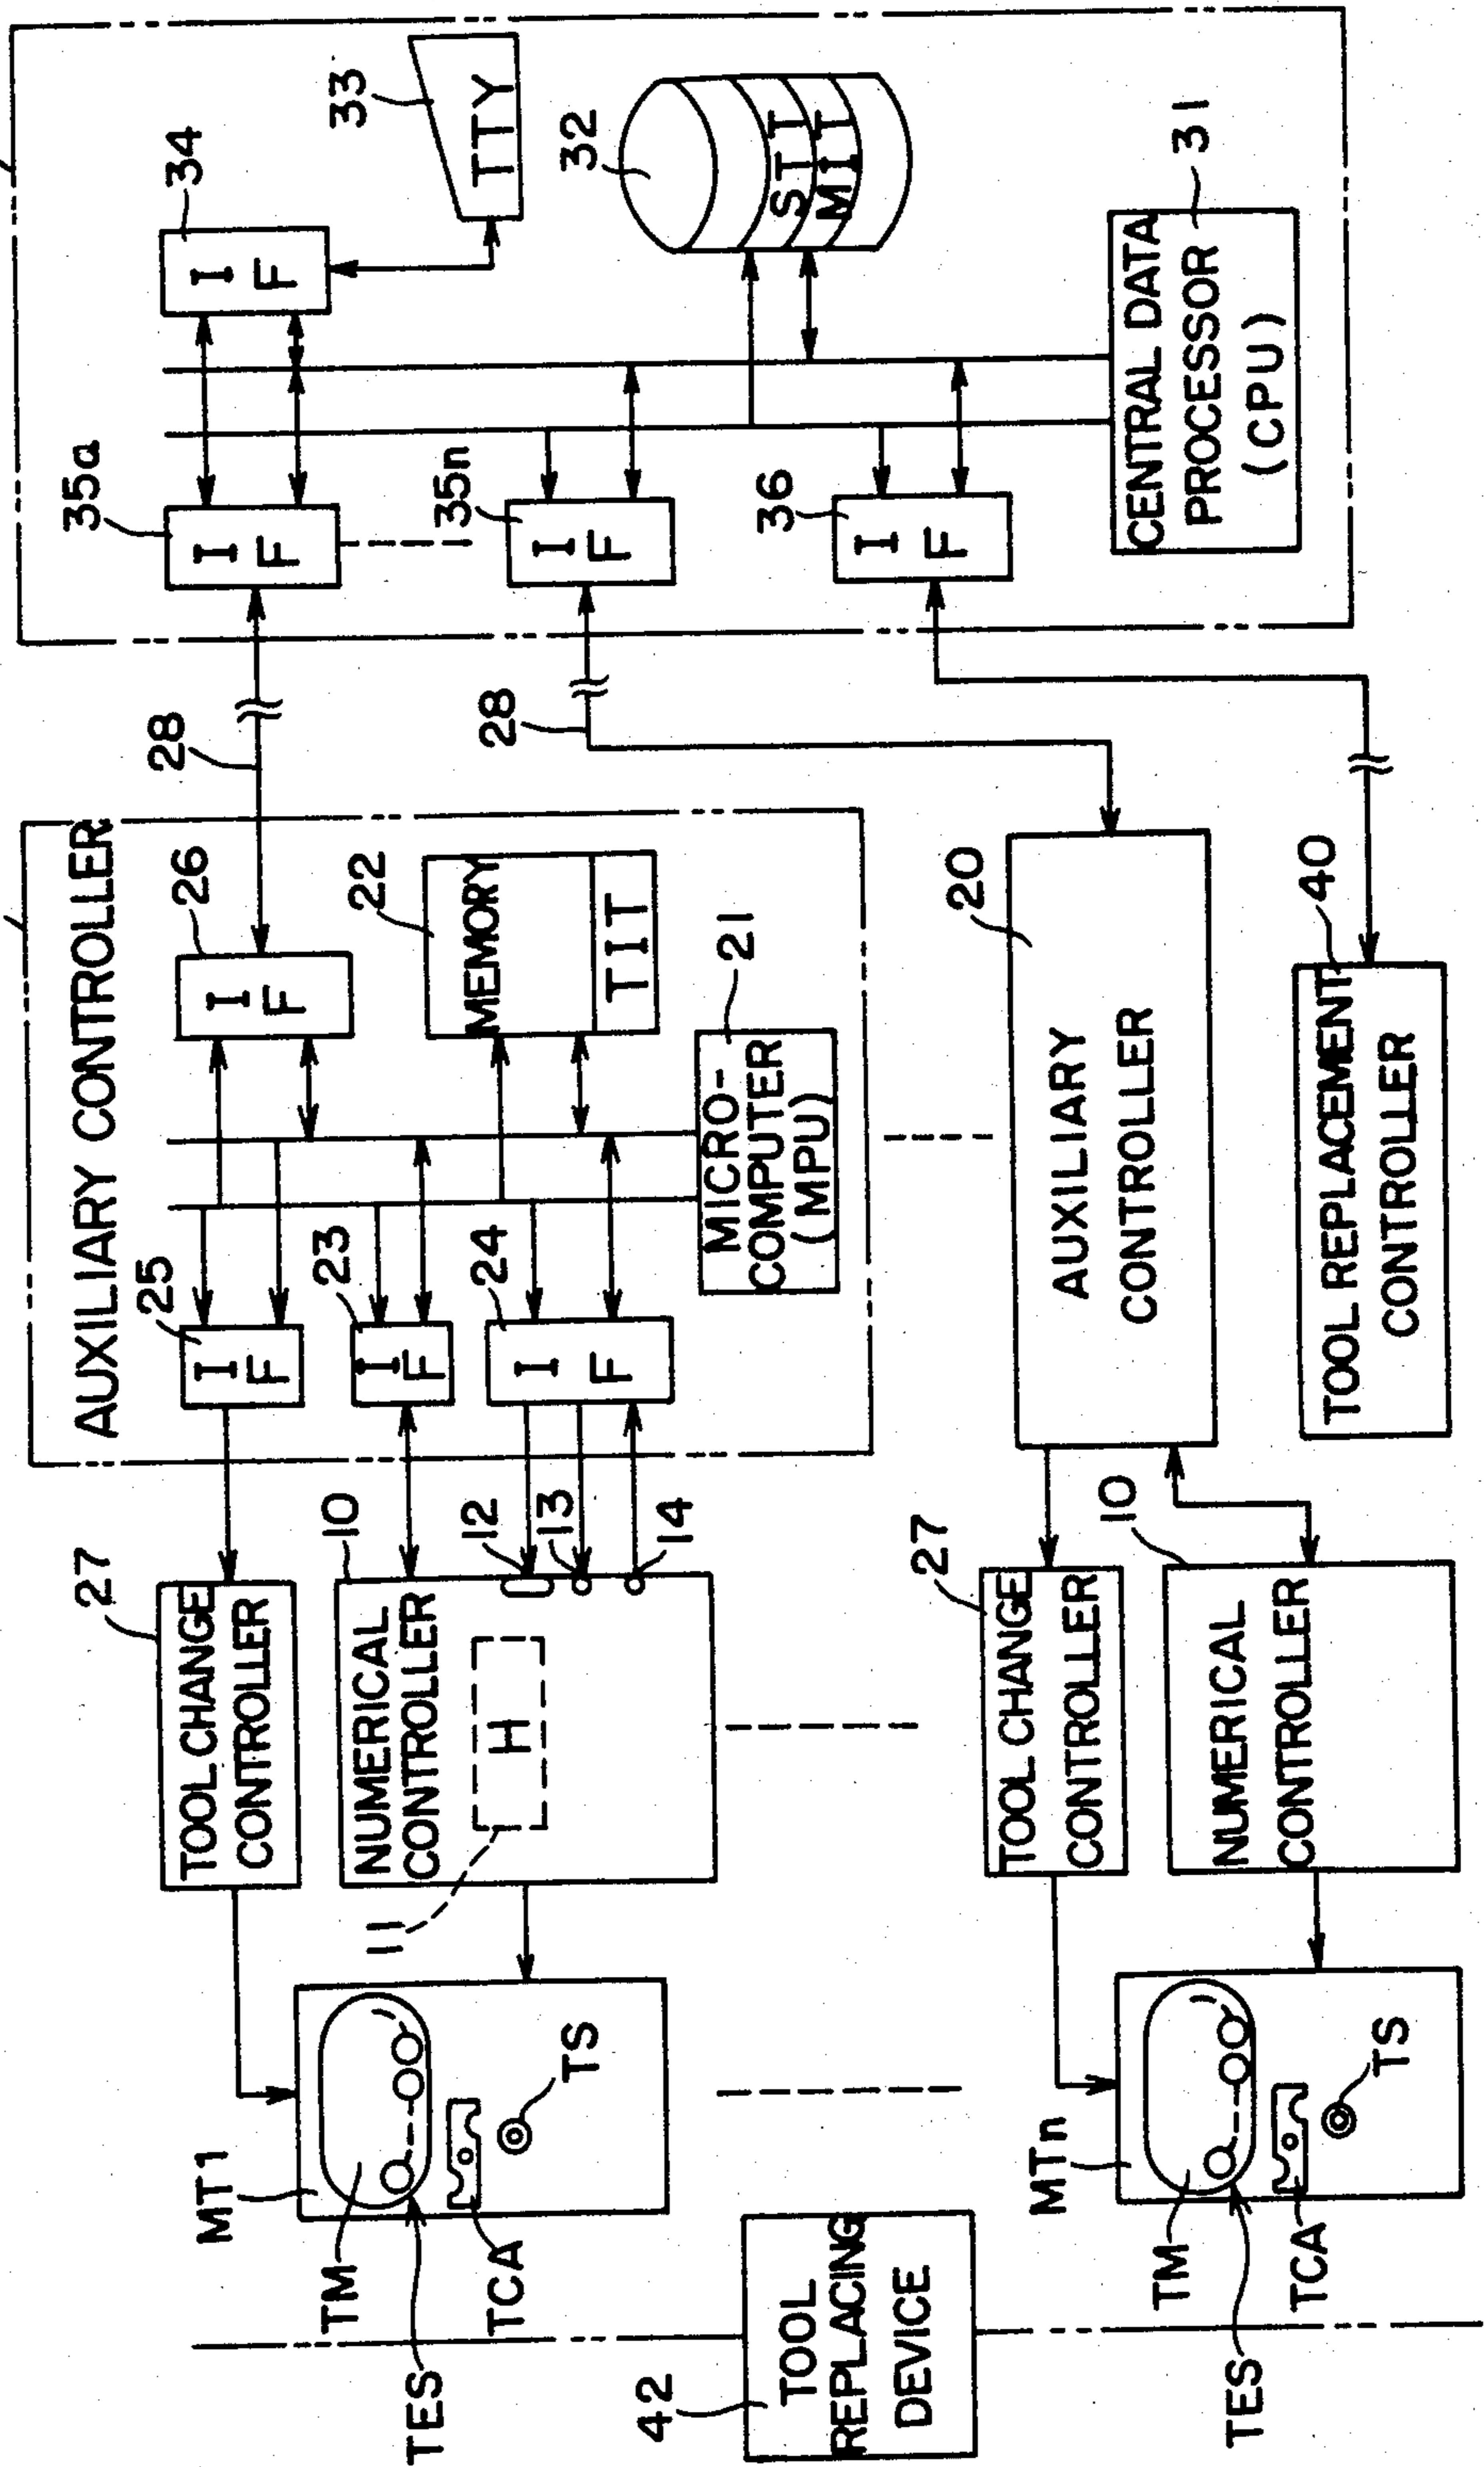 35a
I F
34
I F
33
TTY
32
STT
MIT
35n
I F
36
I F
31
CENTRAL DATA
PROCESSOR
(CPU)
28
28
AUXILIARY CONTROLLER
25
I F
26
I F
23
I F
22
MEMORY
TIT
24
I F
21
MICRO-
COMPUTER
(MPU)
20
AUXILIARY
CONTROLLER
40
TOOL REPLACEMENT
CONTROLLER
27
TOOL CHANGE
CONTROLLER
10
NUMERICAL
CONTROLLER
12
13
14
H
11
27
TOOL CHANGE
CONTROLLER
10
NUMERICAL
CONTROLLER
MT1
TM
TES
TCA
TS
42
TOOL
REPLACING
DEVICE
MTn
TM
TES
TCA
TS